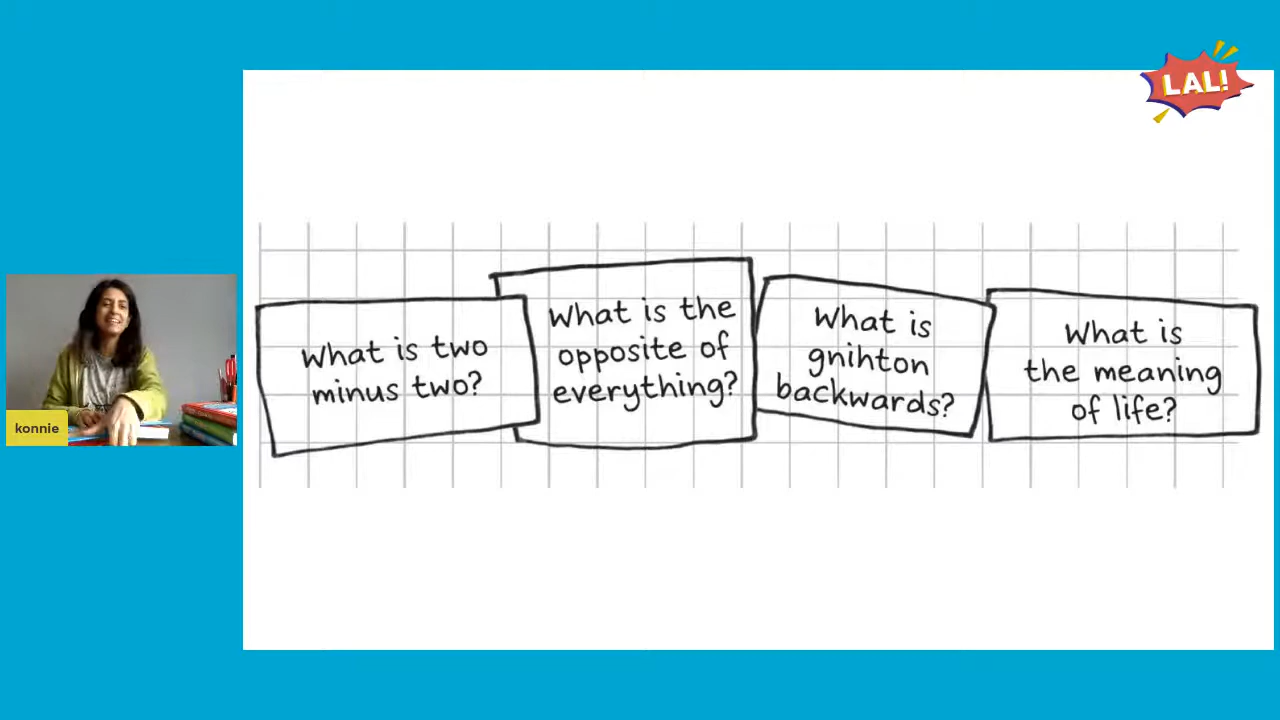 LAL!
What is two
minus two?
What is the
opposite of
everything?
What is
gnihton
backwards?
What is
the meaning
of life?
konnie